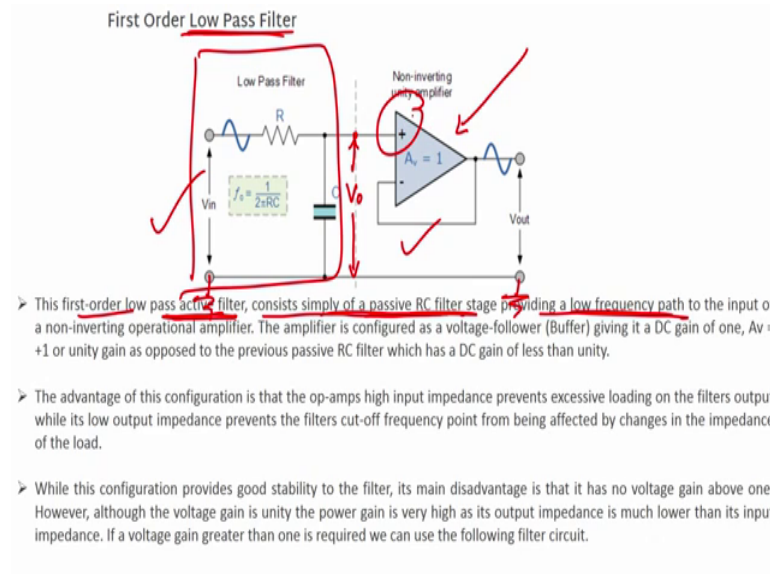 First Order Low Pass Filter
Low Pass Filter
Non-inverting
unity amplifier
R
+
Av = 1
-
C
Vo
Vin
1
2πRC
Vout
This first-order low pass active filter, consists simply of a passive RC filter stage providing a low frequency path to the input o
a non-inverting operational amplifier. The amplifier is configured as a voltage-follower (Buffer) giving it a DC gain of one, Av =
+1 or unity gain as opposed to the previous passive RC filter which has a DC gain of less than unity.
The advantage of this configuration is that the op-amps high input impedance prevents excessive loading on the filters outpu
while its low output impedance prevents the filters cut-off frequency point from being affected by changes in the impedance
of the load.
While this configuration provides good stability to the filter, its main disadvantage is that it has no voltage gain above one
However, although the voltage gain is unity the power gain is very high as its output impedance is much lower than its inpu
impedance. If a voltage gain greater than one is required we can use the following filter circuit.